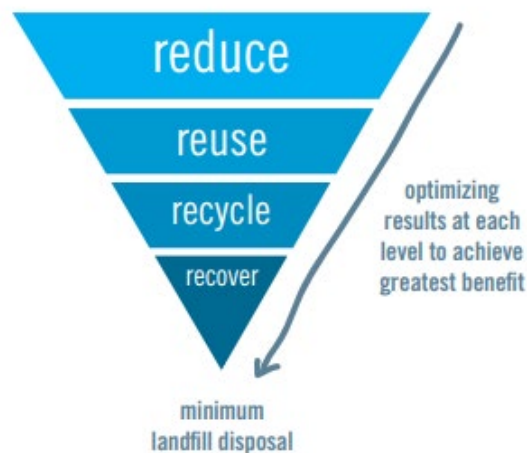 reduce
reuse
recycle
recover
optimizing
results at each
level to achieve
greatest benefit
minimum
landfill disposal